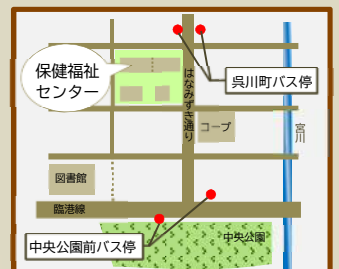 保健福祉
センター
呉川町バス停
はなみずき通り
コープ
宮川
図書館
臨港線
中央公園
中央公園前バス停